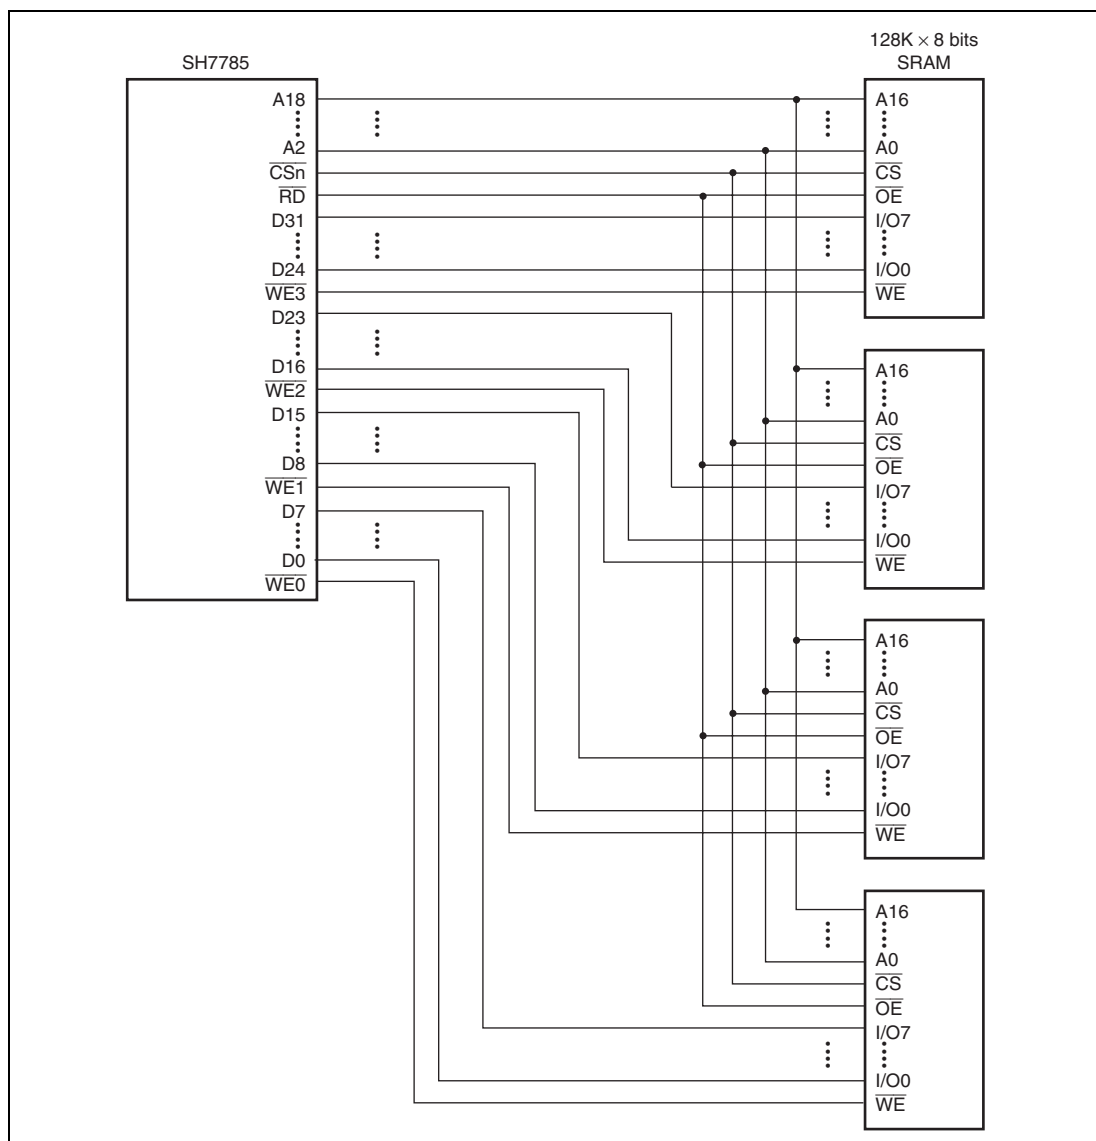 SH7785
A18
A2
CSn
RD
D31
D24
WE3
D23
D16
WE2
D15
D8
WE1
D7
D0
WE0
128K × 8 bits
SRAM
A16
A0
CS
OE
I/O7
I/O0
WE
A16
A0
CS
OE
I/O7
I/O0
WE
A16
A0
CS
OE
I/O7
I/O0
WE
A16
A0
CS
OE
I/O7
I/O0
WE